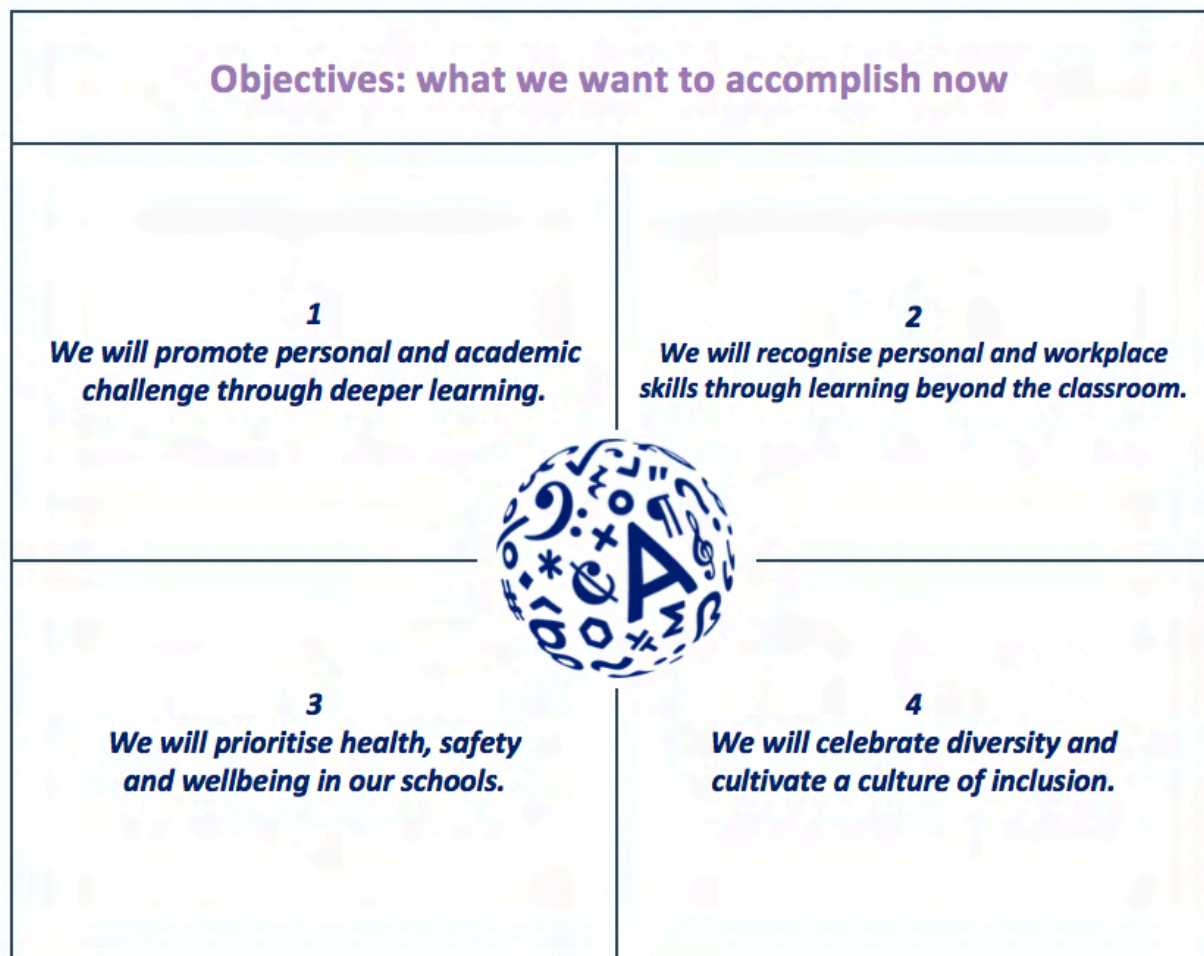 Objectives: what we want to accomplish now
1
We will promote personal and academic
challenge through deeper learning.
2
We will recognise personal and workplace
skills through learning beyond the classroom.
3
We will prioritise health, safety
and wellbeing in our schools.
4
We will celebrate diversity and
cultivate a culture of inclusion.